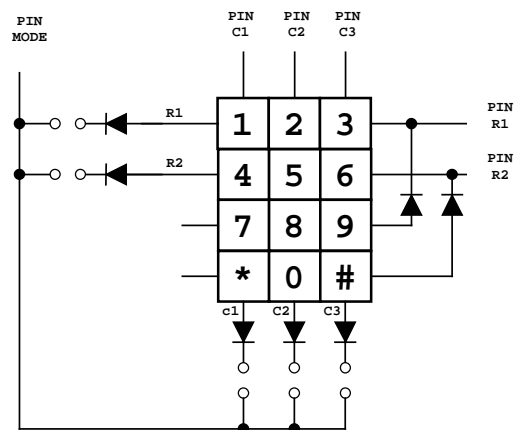 PIN PIN PIN
C1 C2 C3
PIN
MODE
R1
1 2 3
PIN
R1
R2
4 5 6
PIN
R2
7 8 9
* 0 #
c1 C2 C3